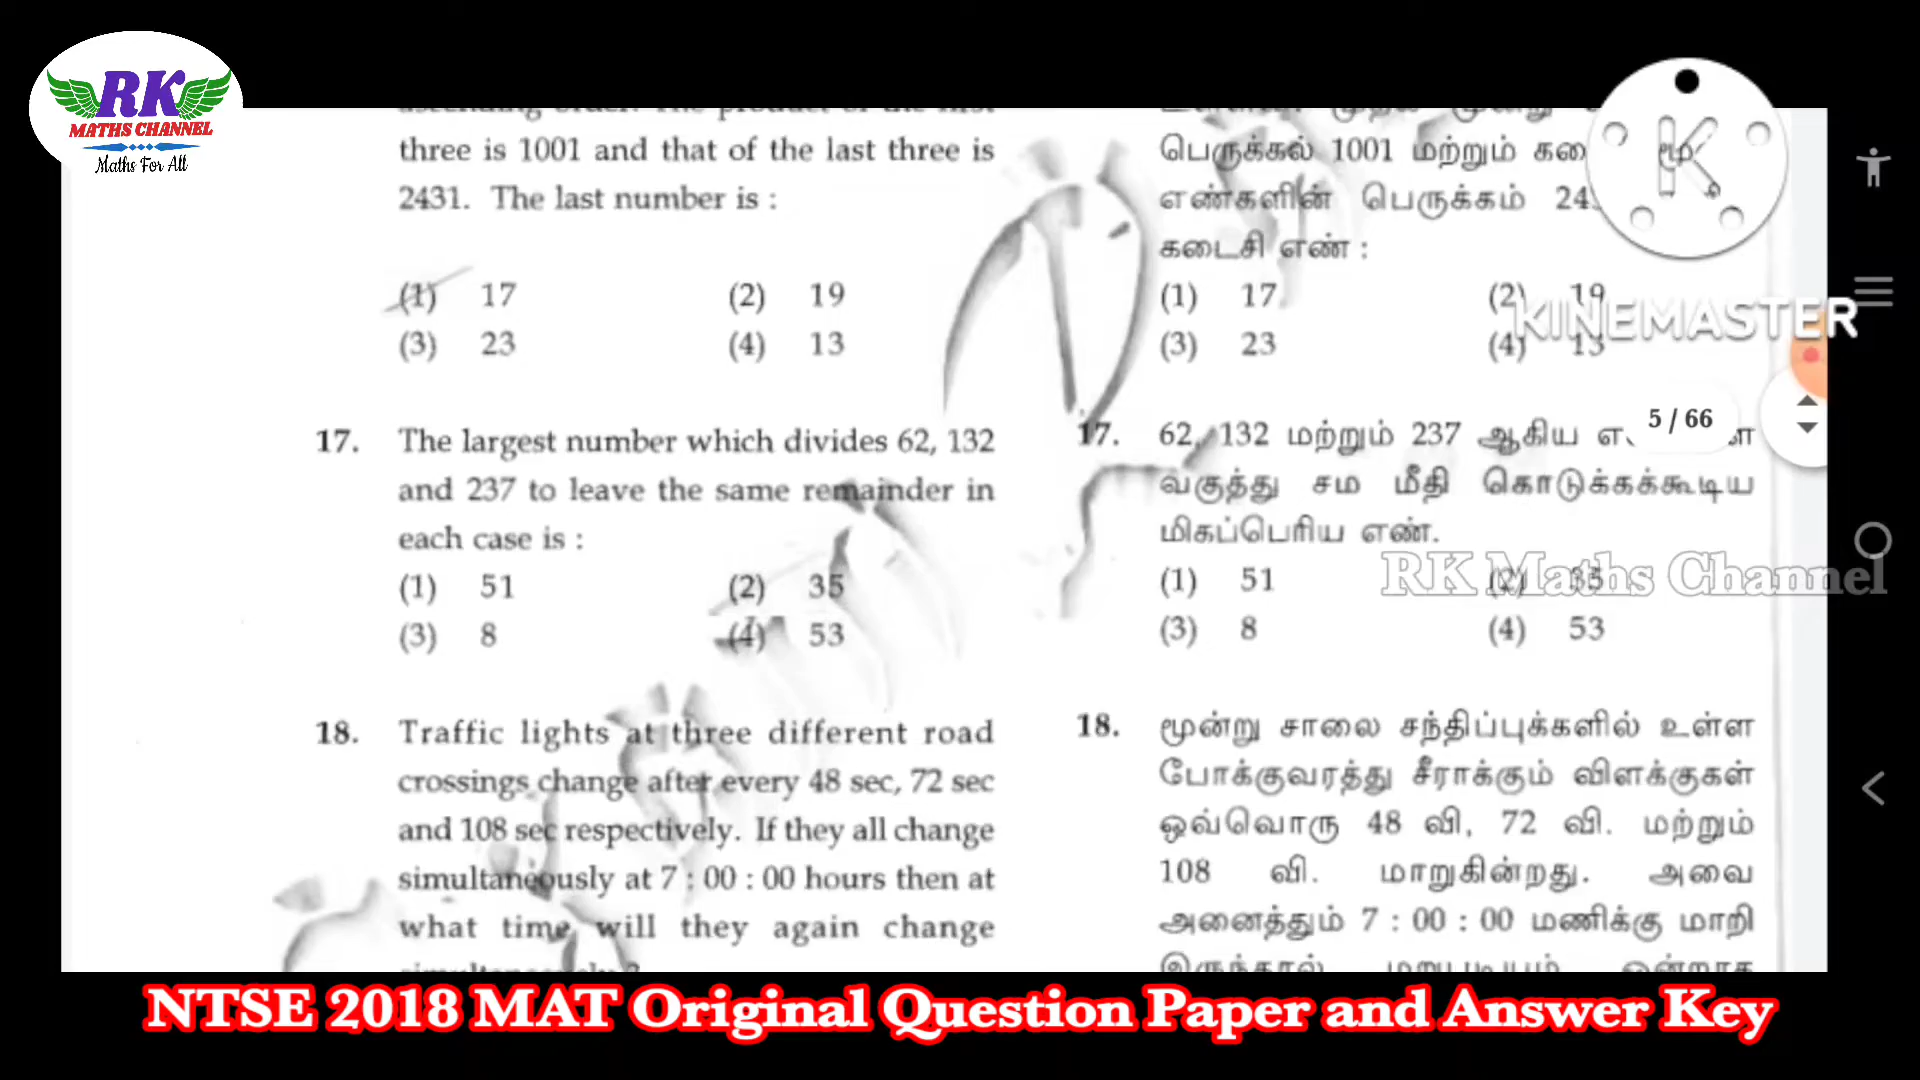 RK
MATHS CHANNEL
Maths For All
three is 1001 and that of the last three is
2431. The last number is :
(1) 17 (2) 19
(3) 23 (4) 13
17. The largest number which divides 62, 132
and 237 to leave the same remainder in
each case is :
(1) 51 (2) 35
(3) 8 (4) 53
18. Traffic lights at three different road
crossings change after every 48 sec, 72 sec
and 108 sec respectively. If they all change
simultaneously at 7 : 00 : 00 hours then at
what time will they again change
பெருக்கல் 1001 மற்றும்
எண்களின் பெருக்கம்
கடைசி எண் :
(1) 17 (2) 19
(3) 23 (4) 13
K
KINEMASTER
5 / 66
17. 62, 132 மற்றும் 237 ஆகிய
வகுத்து சம மீதி கொடுக்கக்கூடிய
மிகப்பெரிய எண்.
(1) 51 (2) 35
(3) 8 (4) 53
RK Maths Channel
18. மூன்று சாலை சந்திப்புக்களில் உள்ள
போக்குவரத்து சீராக்கும் விளக்குகள்
ஒவ்வொரு 48 வி, 72 வி. மற்றும்
108 வி. மாறுகின்றது. அவை
அனைத்தும் 7 : 00 : 00 மணிக்கு மாறி
NTSE 2018 MAT Original Question Paper and Answer Key